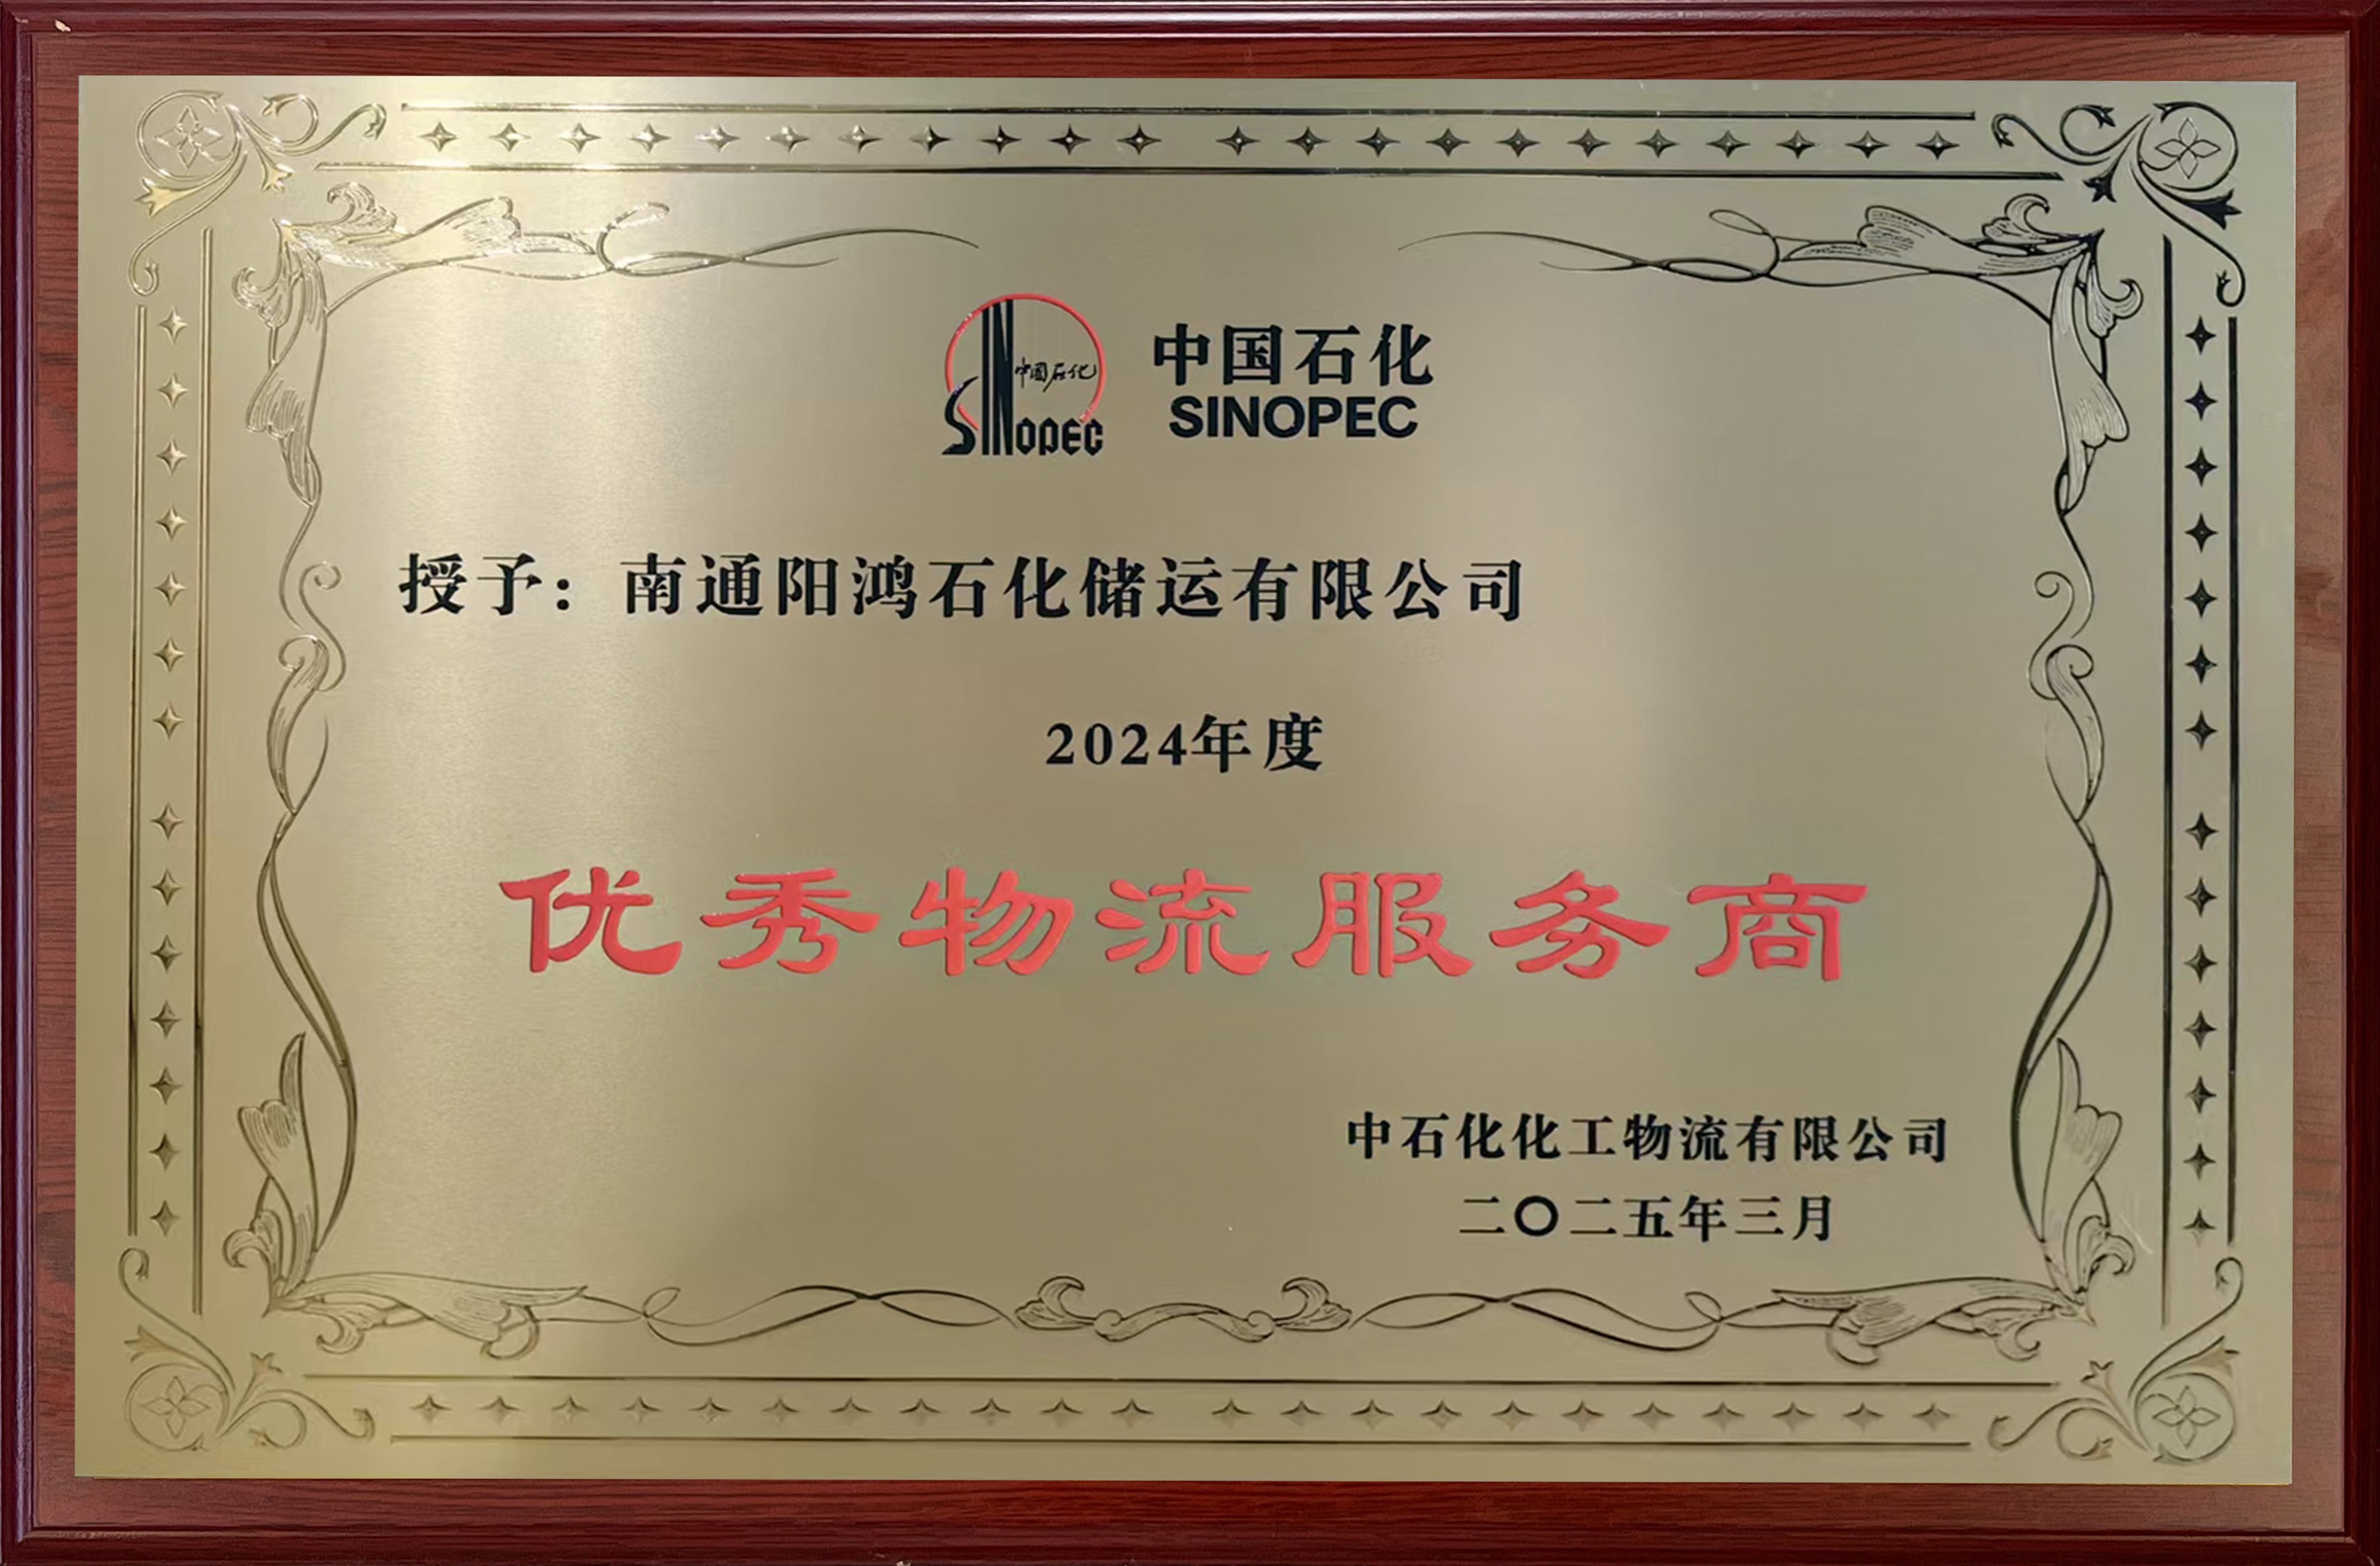 中国石化
SINOPEC
中国石化
SINOPEC
授予：南通阳鸿石化储运有限公司
2024年度
优秀物流服务商
中石化化工物流有限公司
二〇二五年三月